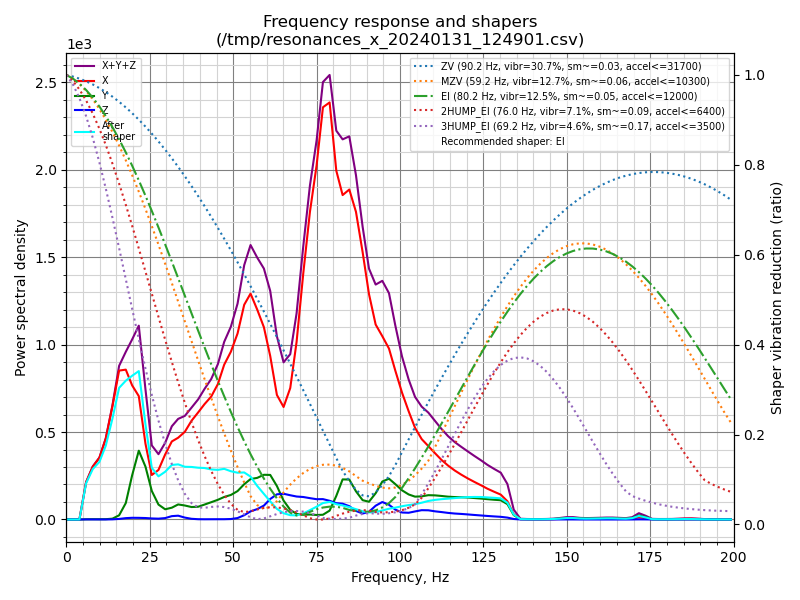 Frequency response and shapers
(/tmp/resonances_x_20240131_124901.csv)
1e3
X+Y+Z
X
Y
Z
After
shaper
ZV (90.2 Hz, vibr=30.7%, sm~=0.03, accel<=31700)
MZV (59.2 Hz, vibr=12.7%, sm~=0.06, accel<=10300)
EI (80.2 Hz, vibr=12.5%, sm~=0.05, accel<=12000)
2HUMP_EI (76.0 Hz, vibr=7.1%, sm~=0.09, accel<=6400)
3HUMP_EI (69.2 Hz, vibr=4.6%, sm~=0.17, accel<=3500)
Recommended shaper: EI
2.5
2.0
1.5
1.0
0.5
0.0
Power spectral density
1.0
0.8
0.6
0.4
0.2
0.0
Shaper vibration reduction (ratio)
0 25 50 75 100 125 150 175 200
Frequency, Hz